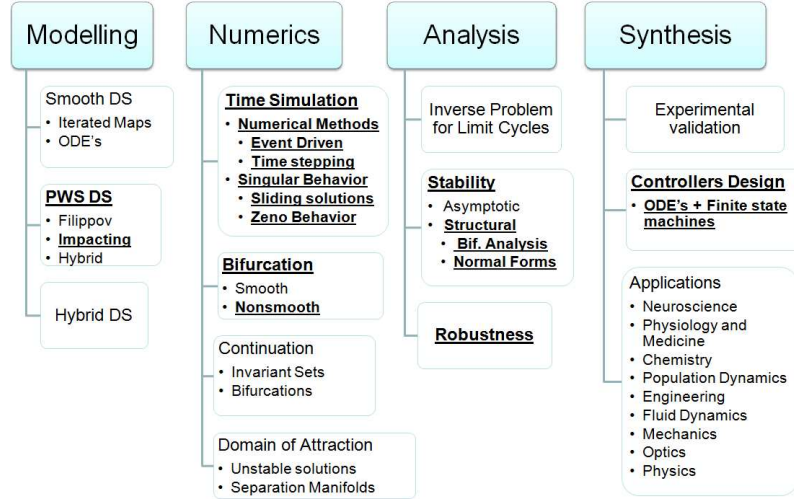 Modelling
Smooth DS
• Iterated Maps
• ODE's
PWS DS
• Filippov
• Impacting
• Hybrid
Hybrid DS
Numerics
Time Simulation
• Numerical Methods
• Event Driven
• Time stepping
• Singular Behavior
• Sliding solutions
• Zeno Behavior
Bifurcation
• Smooth
• Nonsmooth
Continuation
• Invariant Sets
• Bifurcations
Domain of Attraction
• Unstable solutions
• Separation Manifolds
Analysis
Inverse Problem
for Limit Cycles
Stability
• Asymptotic
• Structural
• Bif. Analysis
• Normal Forms
Robustness
Synthesis
Experimental
validation
Controllers Design
• ODE's + Finite state
machines
Applications
• Neuroscience
• Physiology and
Medicine
• Chemistry
• Population Dynamics
• Engineering
• Fluid Dynamics
• Mechanics
• Optics
• Physics